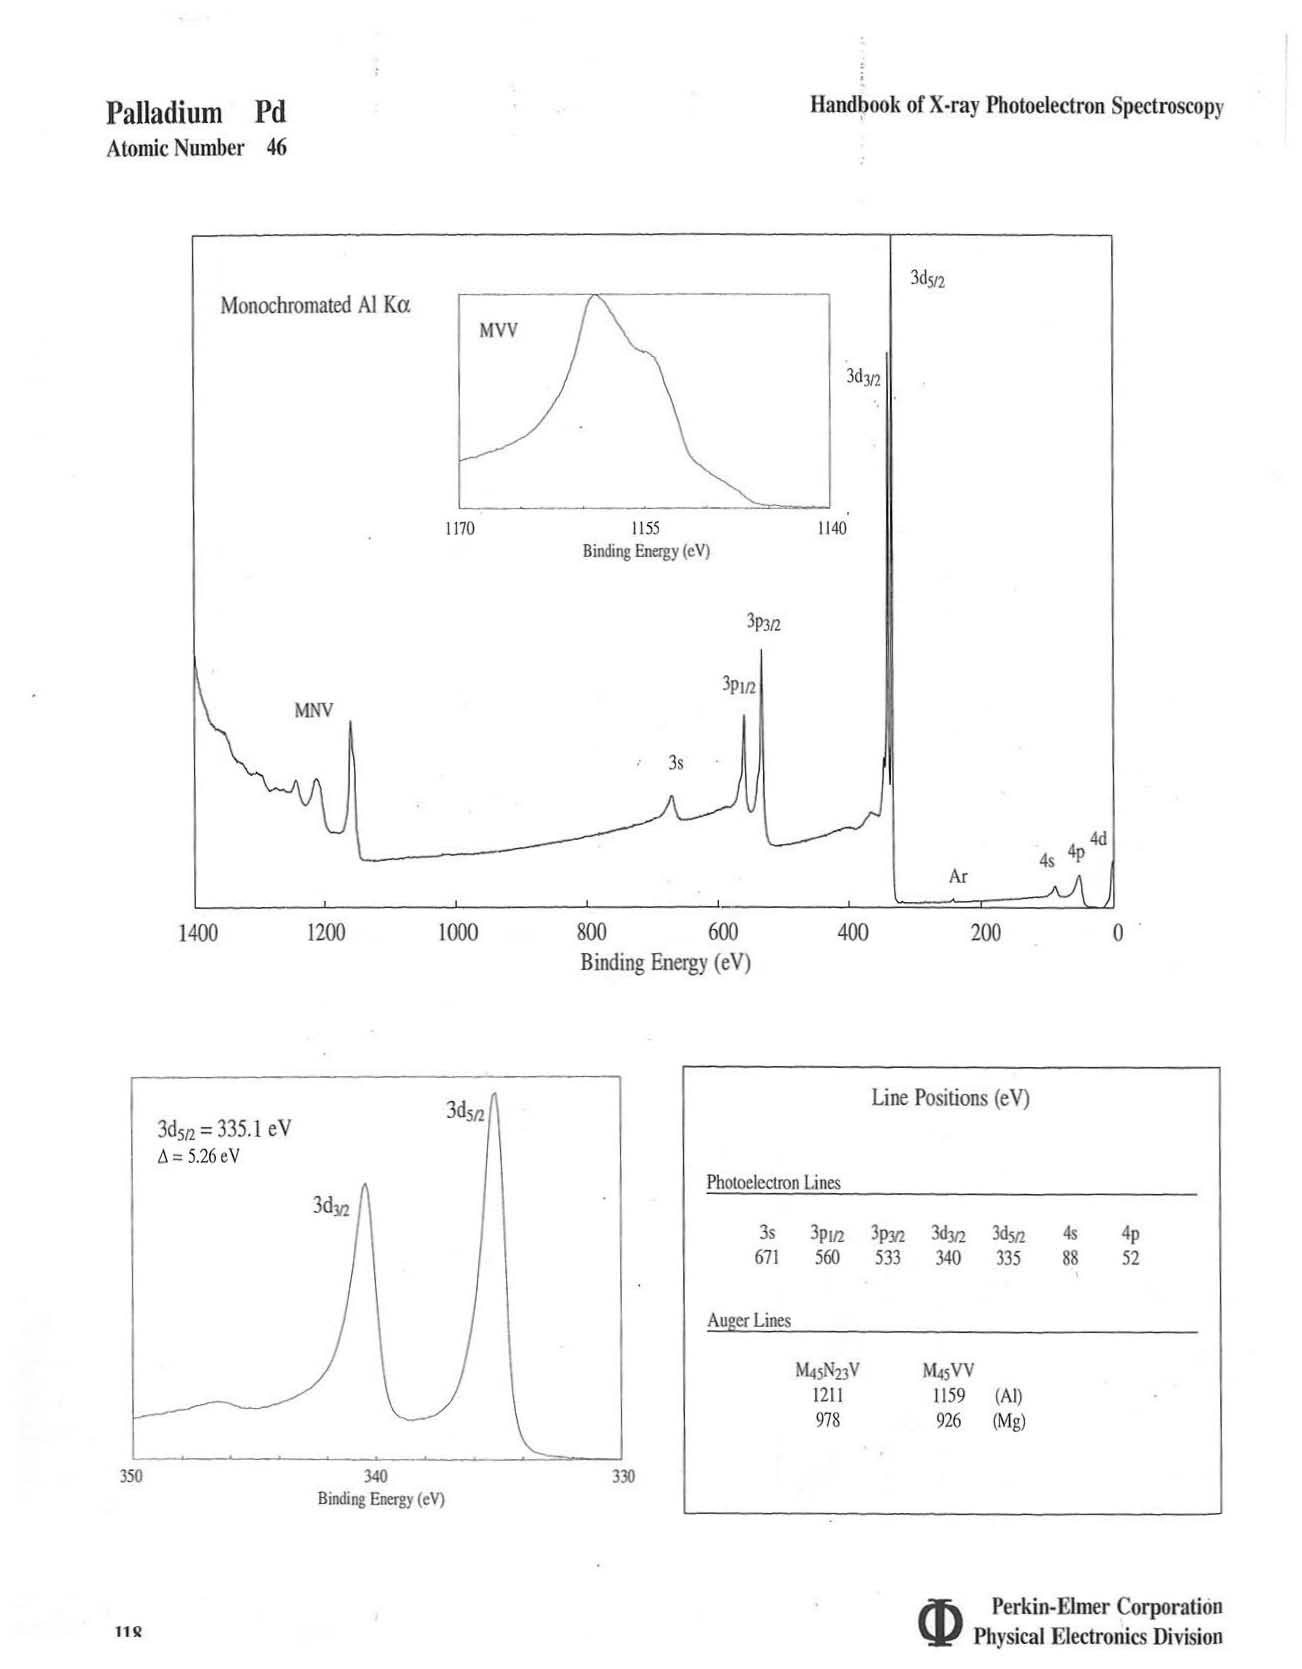 Palladium Pd
Handbook of X-ray Photoelectron Spectroscopy
Atomic Number 46
Monochromated Al Kα
MVV
1170 1155 1140
Binding Energy (eV)
3d5/2
3d3/2
3p3/2
3p1/2
MNV
3s
4d
4p
4s
Ar
1400 1200 1000 800 600 400 200 0
Binding Energy (eV)
3d5/2 = 335.1 eV
Δ = 5.26 eV
3d5/2
3d3/2
350 340 330
Binding Energy (eV)
Line Positions (eV)
Photoelectron Lines
3s 3p1/2 3p3/2 3d3/2 3d5/2 4s 4p
671 560 533 340 335 88 52
Auger Lines
M45N23V M45VV
1211 1159 (Al)
978 926 (Mg)
118
Perkin-Elmer Corporation
Physical Electronics Division